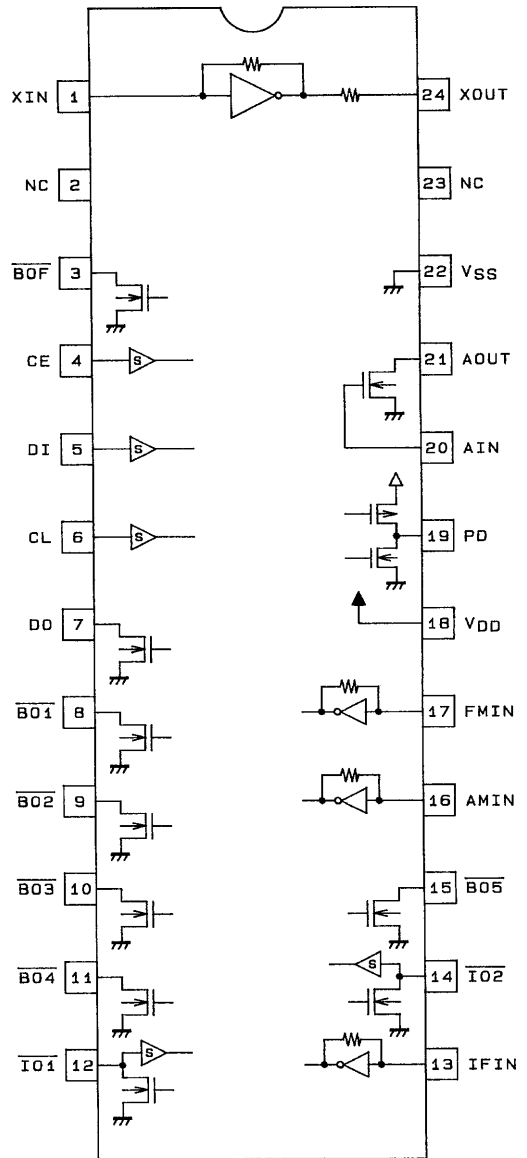 XIN 1 24 XOUT
NC 2 23 NC
BOF 3 22 VSS
CE 4 S 21 AOUT
DI 5 S 20 AIN
CL 6 S 19 PD
DO 7 18 VDD
BO1 8 17 FMIN
BO2 9 16 AMIN
BO3 10 15 BO5
BO4 11 S 14 IO2
IO1 12 S 13 IFIN